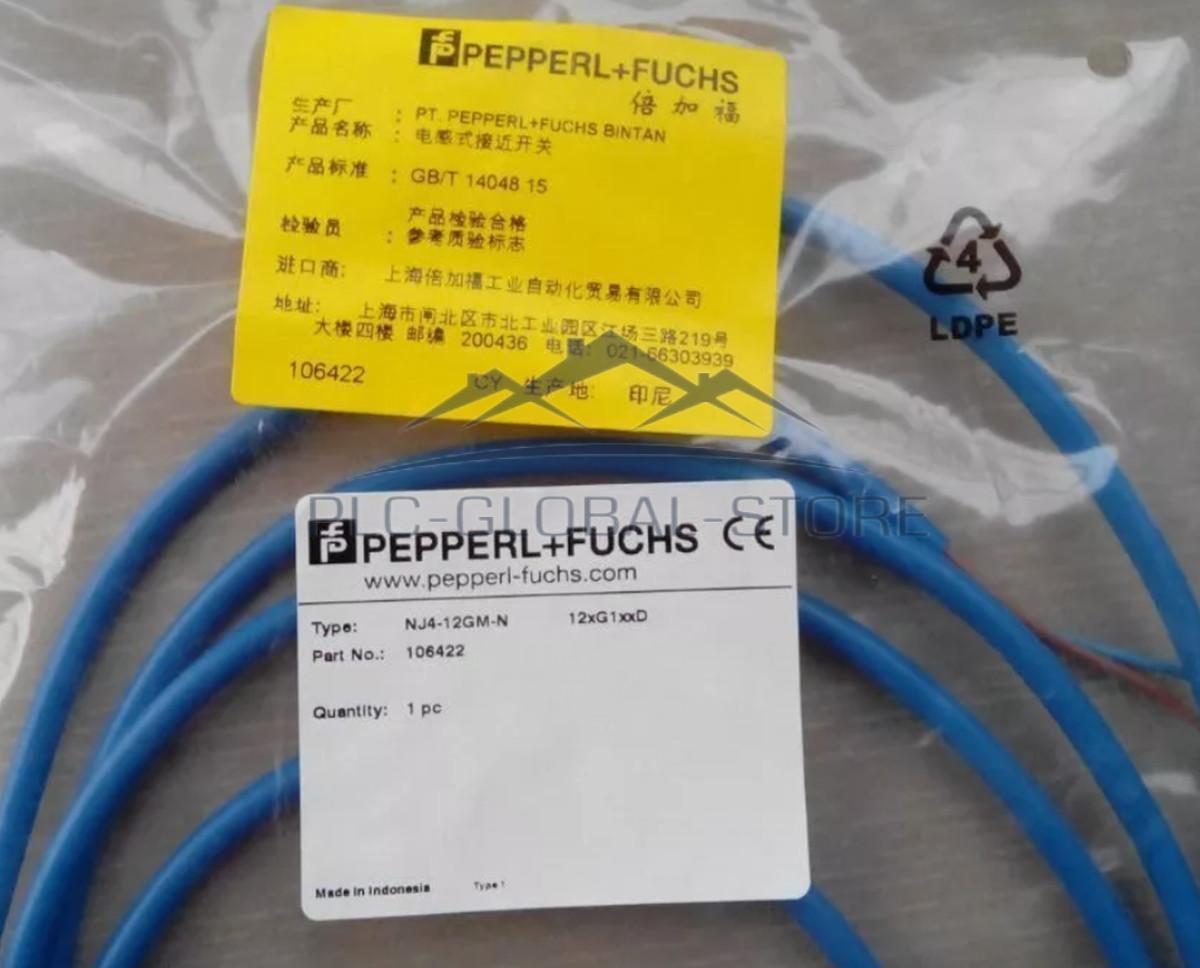 PEPPERL+FUCHS
倍加福
生产厂 : PT. PEPPERL+FUCHS BINTAN
产品名称 : 电感式接近开关
产品标准 : GB/T 14048 15
产品检验合格
检验员 : 参考质验标志
进口商: 上海倍加福工业自动化贸易有限公司
地址: 上海市闸北区市北工业园区江场三路219号
大楼四楼 邮编 200436 电话: 021-66303939
106422 CY 生产地: 印尼
4
LDPE
PLC-GLOBAL-STORE
PEPPERL+FUCHS CE
www.pepperl-fuchs.com
Type: NJ4-12GM-N 12xG1xxD
Part No.: 106422
Quantity: 1 pc
Made in Indonesia Type 1